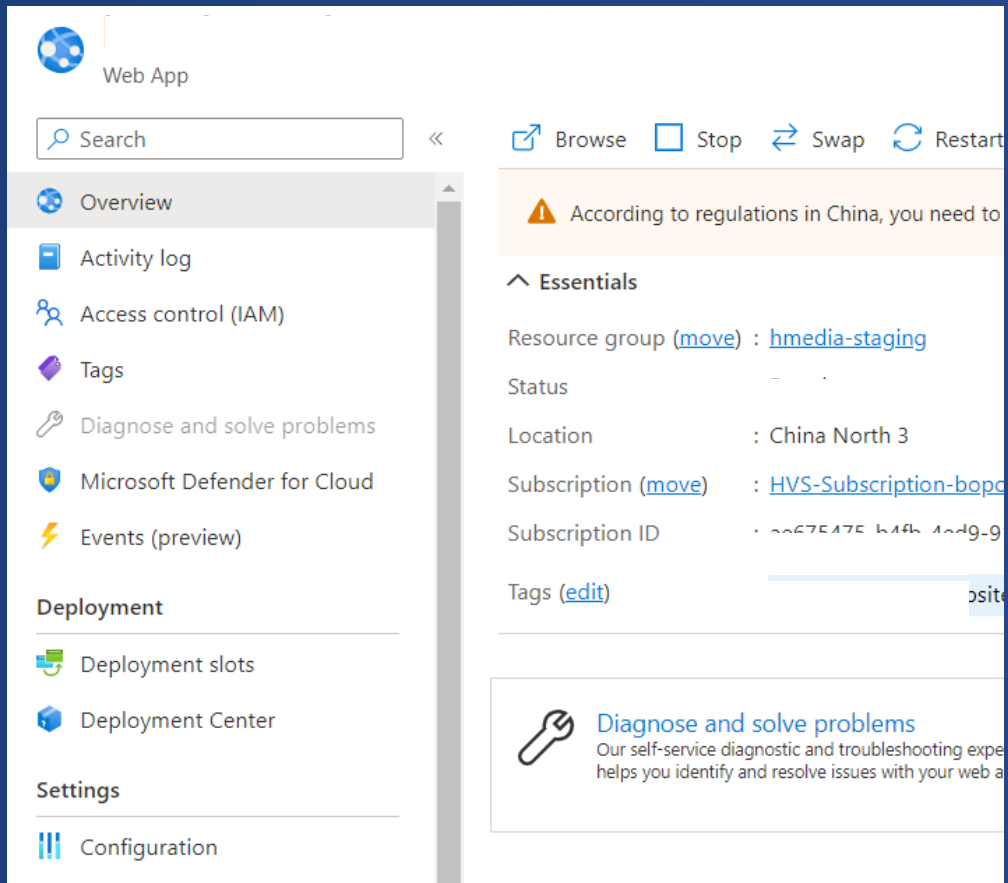 Web App
Search
«
Browse
Stop
Swap
Restart
Overview
Activity log
Access control (IAM)
Tags
Diagnose and solve problems
Microsoft Defender for Cloud
Events (preview)
Deployment
Deployment slots
Deployment Center
Settings
Configuration
According to regulations in China, you need to
Essentials
Resource group (move) : hmedia-staging
Status
Location : China North 3
Subscription (move) : HVS-Subscription-bopc
Subscription ID :
Tags (edit)
Diagnose and solve problems
Our self-service diagnostic and troubleshooting expe
helps you identify and resolve issues with your web a